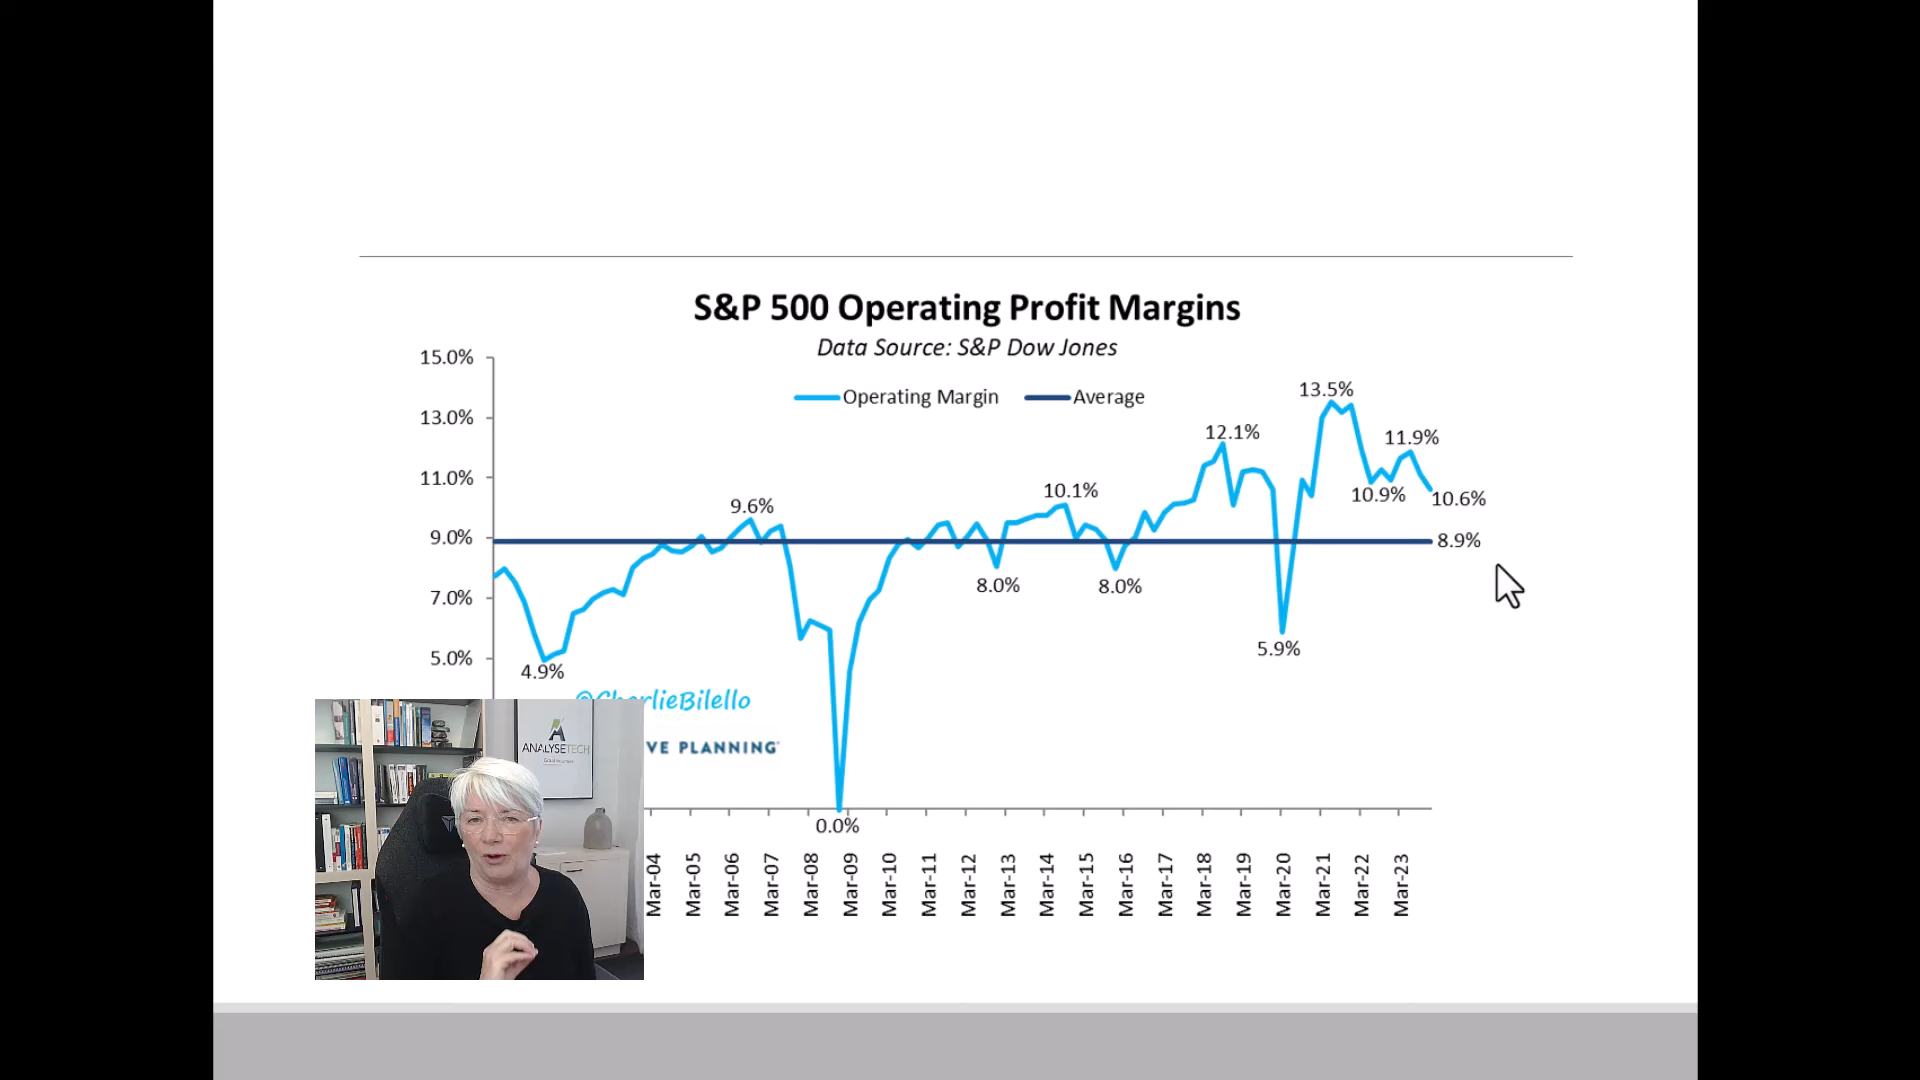 S&P 500 Operating Profit Margins
Data Source: S&P Dow Jones
Operating Margin
Average
15.0%
13.0%
11.0%
9.0%
7.0%
5.0%
4.9%
9.6%
0.0%
8.0%
10.1%
8.0%
12.1%
5.9%
13.5%
10.9%
11.9%
10.6%
8.9%
@CharlieBilello
VE PLANNING
ANALYSETECH
Mar-04
Mar-05
Mar-06
Mar-07
Mar-08
Mar-09
Mar-10
Mar-11
Mar-12
Mar-13
Mar-14
Mar-15
Mar-16
Mar-17
Mar-18
Mar-19
Mar-20
Mar-21
Mar-22
Mar-23